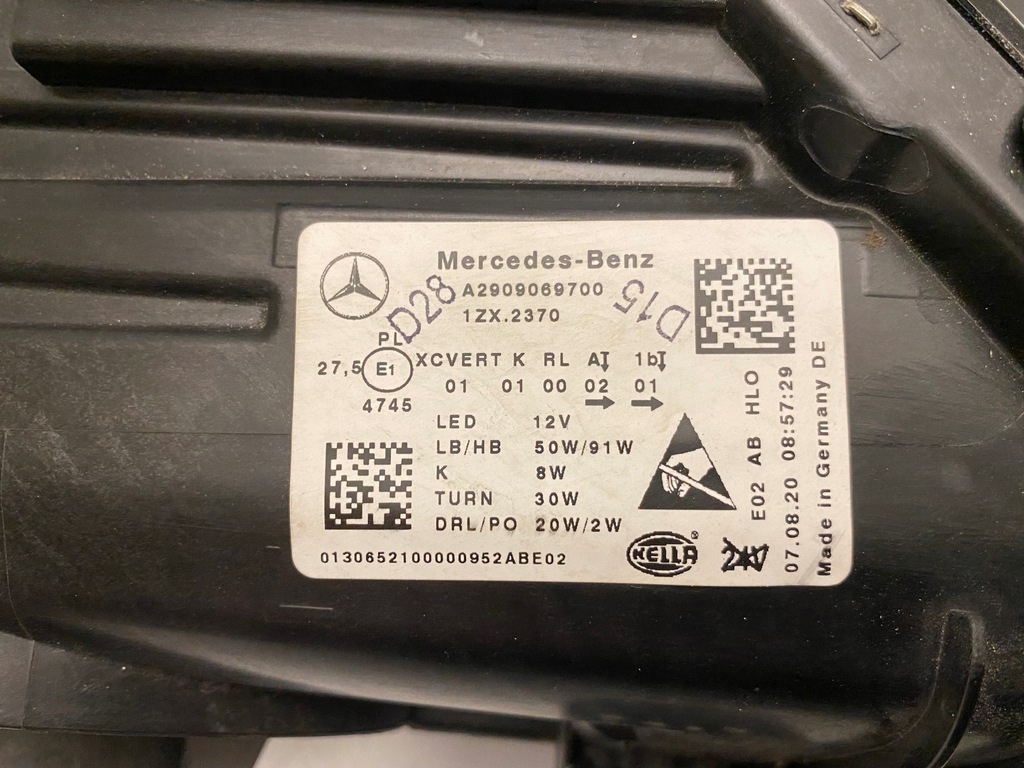 Mercedes-Benz
A2909069700
1ZX.2370
D28
D15
PL
27,5 E1 XCVERT K RL A 1b
01 01 00 02 01
4745
LED 12V
LB/HB 50W/91W
K 8W
TURN 30W
DRL/PO 20W/2W
0130652100000952ABE02
HELLA ®
E02 AB HLO
07.08.20 08:57:29
Made in Germany DE